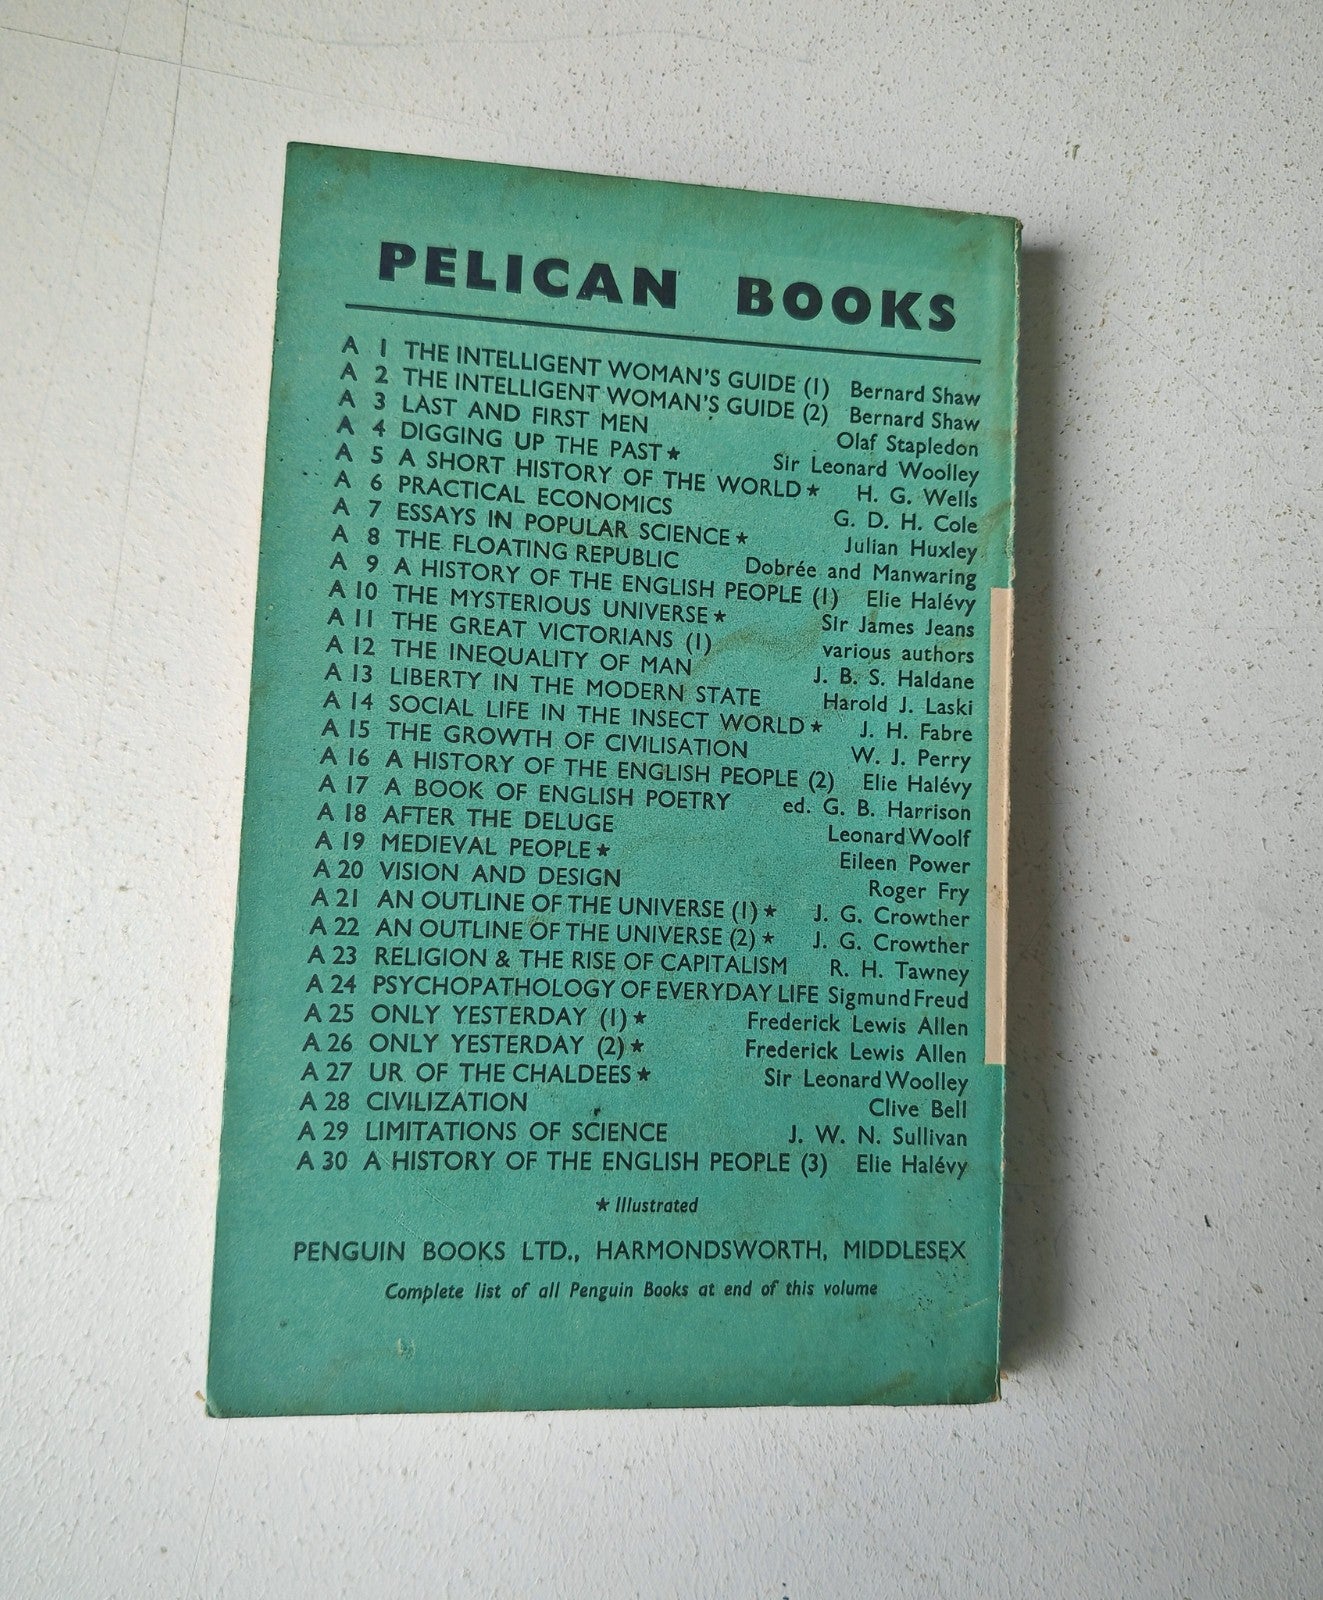 PELICAN BOOKS
A 1 THE INTELLIGENT WOMAN'S GUIDE (1) Bernard Shaw
A 2 THE INTELLIGENT WOMAN'S GUIDE (2) Bernard Shaw
A 3 LAST AND FIRST MEN Olaf Stapledon
A 4 DIGGING UP THE PAST★ Sir Leonard Woolley
A 5 A SHORT HISTORY OF THE WORLD★ H. G. Wells
A 6 PRACTICAL ECONOMICS G. D. H. Cole
A 7 ESSAYS IN POPULAR SCIENCE★ Julian Huxley
A 8 THE FLOATING REPUBLIC Dobrée and Manwaring
A 9 A HISTORY OF THE ENGLISH PEOPLE (1) Elie Halévy
A 10 THE MYSTERIOUS UNIVERSE★ Sir James Jeans
A 11 THE GREAT VICTORIANS (1) various authors
A 12 THE INEQUALITY OF MAN J. B. S. Haldane
A 13 LIBERTY IN THE MODERN STATE Harold J. Laski
A 14 SOCIAL LIFE IN THE INSECT WORLD★ J. H. Fabre
A 15 THE GROWTH OF CIVILISATION W. J. Perry
A 16 A HISTORY OF THE ENGLISH PEOPLE (2) Elie Halévy
A 17 A BOOK OF ENGLISH POETRY ed. G. B. Harrison
A 18 AFTER THE DELUGE Leonard Woolf
A 19 MEDIEVAL PEOPLE★ Eileen Power
A 20 VISION AND DESIGN Roger Fry
A 21 AN OUTLINE OF THE UNIVERSE (1)★ J. G. Crowther
A 22 AN OUTLINE OF THE UNIVERSE (2)★ J. G. Crowther
A 23 RELIGION & THE RISE OF CAPITALISM R. H. Tawney
A 24 PSYCHOPATHOLOGY OF EVERYDAY LIFE Sigmund Freud
A 25 ONLY YESTERDAY (1)★ Frederick Lewis Allen
A 26 ONLY YESTERDAY (2)★ Frederick Lewis Allen
A 27 UR OF THE CHALDEES★ Sir Leonard Woolley
A 28 CIVILIZATION Clive Bell
A 29 LIMITATIONS OF SCIENCE J. W. N. Sullivan
A 30 A HISTORY OF THE ENGLISH PEOPLE (3) Elie Halévy
★ Illustrated
PENGUIN BOOKS LTD., HARMONDSWORTH, MIDDLESEX
Complete list of all Penguin Books at end of this volume